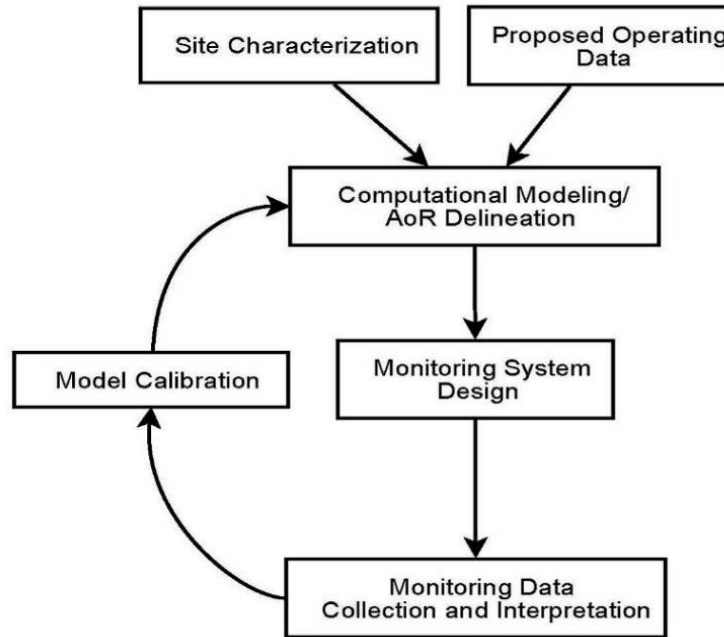 Site Characterization
Proposed Operating
Data
Computational Modeling/
AoR Delineation
Model Calibration
Monitoring System
Design
Monitoring Data
Collection and Interpretation